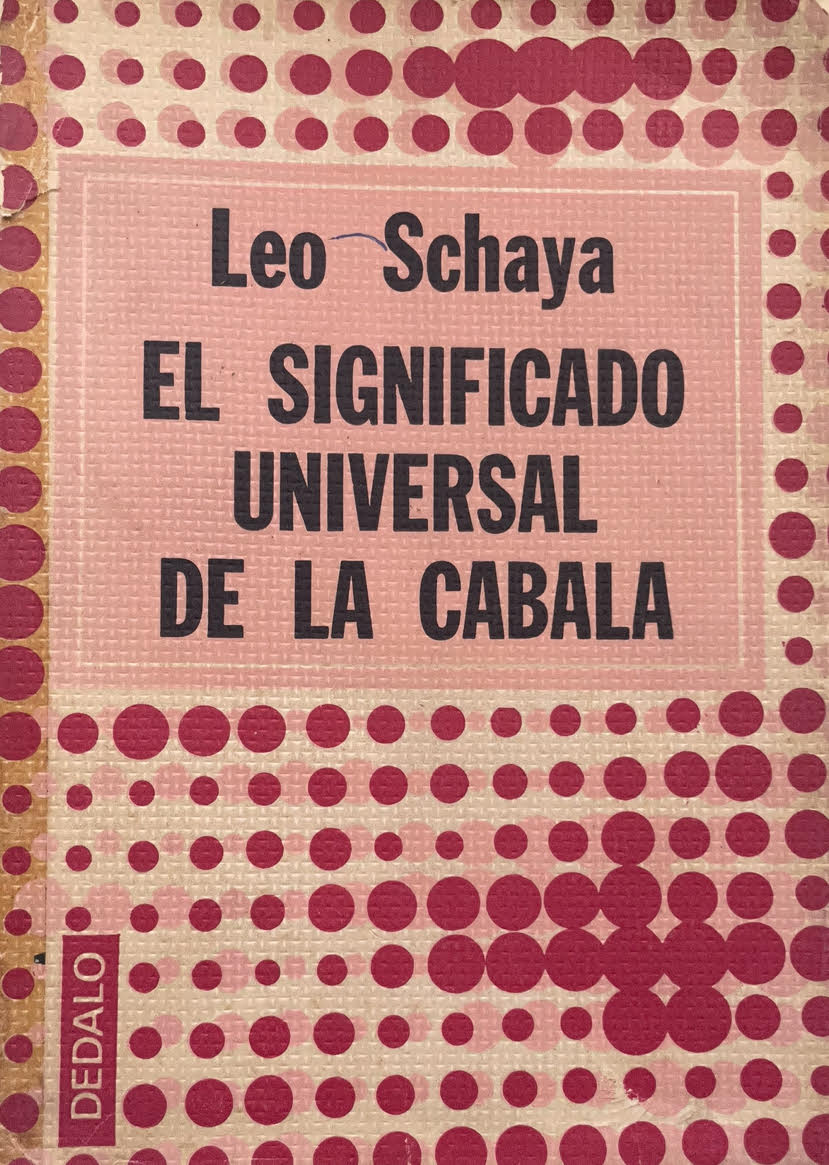 Leo Schaya
EL SIGNIFICADO
UNIVERSAL
DE LA CABALA
DEDALO